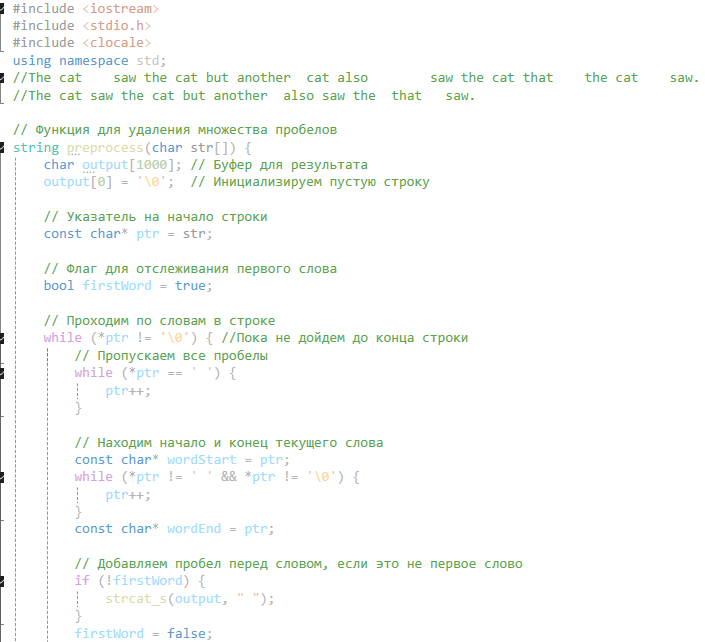 #include <iostream>
#include <stdio.h>
#include <clocale>
using namespace std;
//The cat    saw the cat but another  cat also        saw the cat that    the cat    saw.
//The cat saw the cat but another  also saw the  that   saw.
// Функция для удаления множества пробелов
string preprocess(char str[]) {
    char output[1000]; // Буфер для результата
    output[0] = '\0';  // Инициализируем пустую строку
    // Указатель на начало строки
    const char* ptr = str;
    // Флаг для отслеживания первого слова
    bool firstWord = true;
    // Проходим по словам в строке
    while (*ptr != '\0') { //Пока не дойдем до конца строки
        // Пропускаем все пробелы
        while (*ptr == ' ') {
            ptr++;
        }
        // Находим начало и конец текущего слова
        const char* wordStart = ptr;
        while (*ptr != ' ' && *ptr != '\0') {
            ptr++;
        }
        const char* wordEnd = ptr;
        // Добавляем пробел перед словом, если это не первое слово
        if (!firstWord) {
            strcat_s(output, " ");
        }
        firstWord = false;